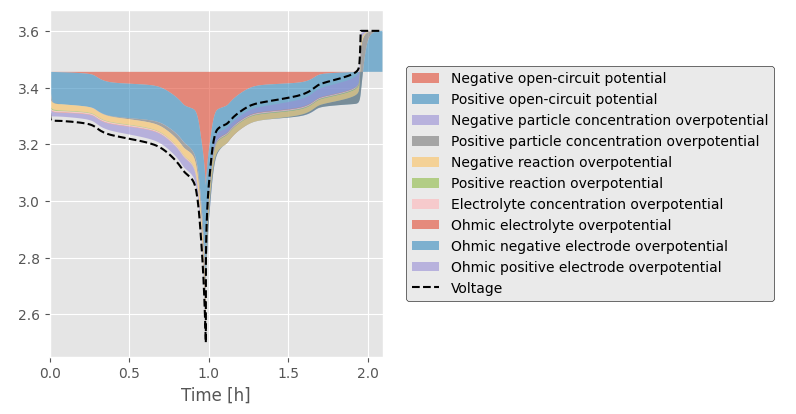 3.6
3.4
3.2
3.0
2.8
2.6
0.0 0.5 1.0 1.5 2.0
Time [h]
Negative open-circuit potential
Positive open-circuit potential
Negative particle concentration overpotential
Positive particle concentration overpotential
Negative reaction overpotential
Positive reaction overpotential
Electrolyte concentration overpotential
Ohmic electrolyte overpotential
Ohmic negative electrode overpotential
Ohmic positive electrode overpotential
Voltage